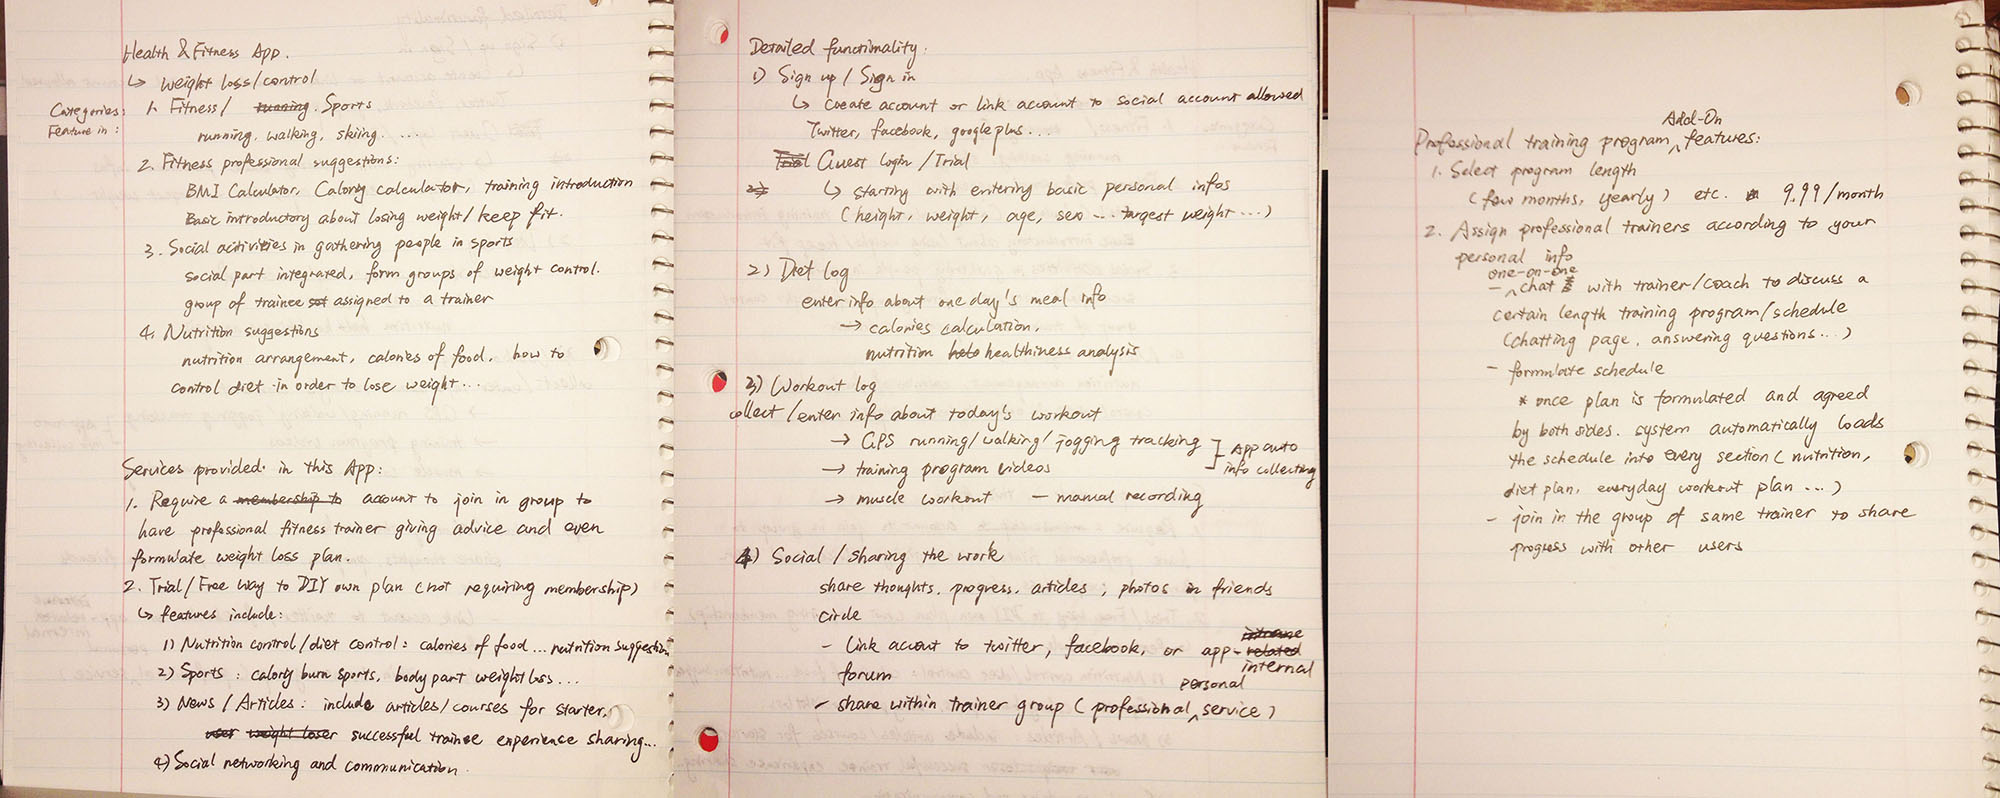 Health & Fitness App.
↳ weight loss/control
Categories: 1. Fitness/ running. Sports
Feature in: running, walking, skiing. ...
2. Fitness professional suggestions:
BMI Calculator, Calory calculator, training introduction
Basic introductory about losing weight/keep fit.
3. Social activities in gathering people in sports
social part integrated, form groups of weight control.
group of trainee assigned to a trainer
4. Nutrition suggestions
nutrition arrangement, calories of food, how to
control diet in order to lose weight...
Services provided in this App:
1. Require a membership to account to join in group to
have professional fitness trainer giving advice and even
formulate weight loss plan.
2. Trial/Free way to DIY own plan (not requiring membership)
↳ features include:
1) Nutrition control/diet control: calories of food ... nutrition suggestion
2) Sports: calory burn sports, body part weight loss...
3) News/Articles: include articles/courses for starter,
user weight loser successful trainee experience sharing...
4) Social networking and communication.
Detailed functionality:
1) Sign up / Sign in
↳ create account or link account to social account allowed
Twitter, facebook, google plus...
Trial Guest login /Trial
↳ starting with entering basic personal infos
(height, weight, age, sex ... targest weight ...)
2) Diet log
enter info about one day's meal info
→ calories calculation,
nutrition healthiness analysis
3) Workout log
collect/enter info about today's workout
→ GPS running/walking/jogging tracking ] App auto
→ training program videos info collecting
→ muscle workout — manual recording
4) Social / sharing the work
share thoughts, progress, articles, photos in friends
circle
- Link account to twitter, facebook, or app-related internal
forum
- share within trainer group (professional personal service)
Professional training program Add-On features:
1. Select program length
(few months, yearly) etc. 9.99/month
2. Assign professional trainers according to your
personal info
- one-on-one chat with trainer/coach to discuss a
certain length training program/schedule
(chatting page, answering questions...)
- formulate schedule
* once plan is formulated and agreed
by both sides. system automatically loads
the schedule into every section (nutrition,
diet plan, everyday workout plan ...)
- join in the group of same trainer to share
progress with other users